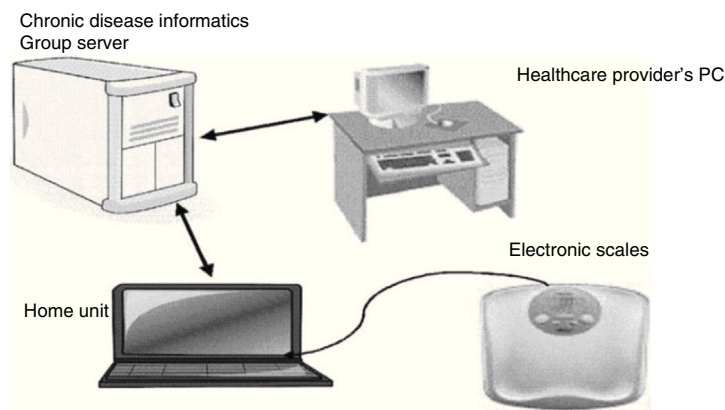 Chronic disease informatics
Group server
Healthcare provider's PC
Electronic scales
Home unit